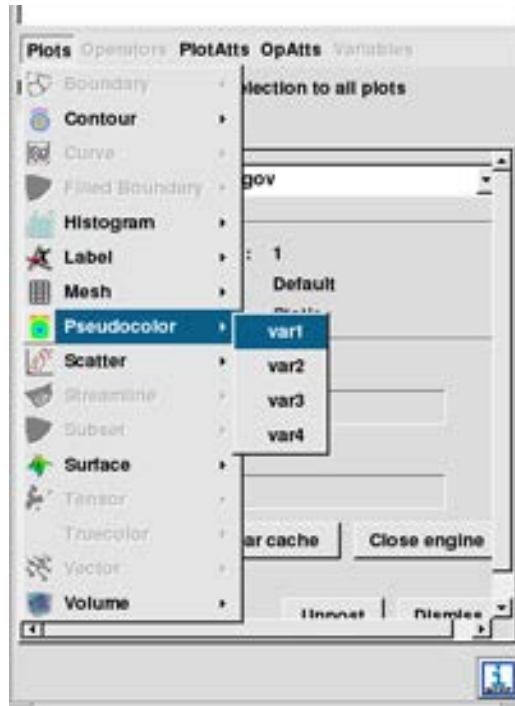 Plots Operators PlotAtts OpAtts Variables
Boundary
election to all plots
Contour
Curve
Filled Boundary
gov
Histogram
Label
: 1
Mesh
Default
Pseudocolor
var1
Scatter
var2
Streamline
var3
Subset
var4
Surface
Tensor
Truecolor
ar cache
Close engine
Vector
Volume
Unpost
Dismiss